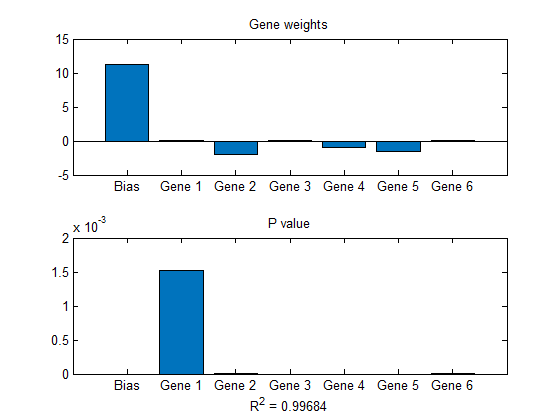 Gene weights
15
10
5
0
-5
Bias Gene 1 Gene 2 Gene 3 Gene 4 Gene 5 Gene 6
x 10^-3
P value
2
1.5
1
0.5
0
Bias Gene 1 Gene 2 Gene 3 Gene 4 Gene 5 Gene 6
R^2 = 0.99684